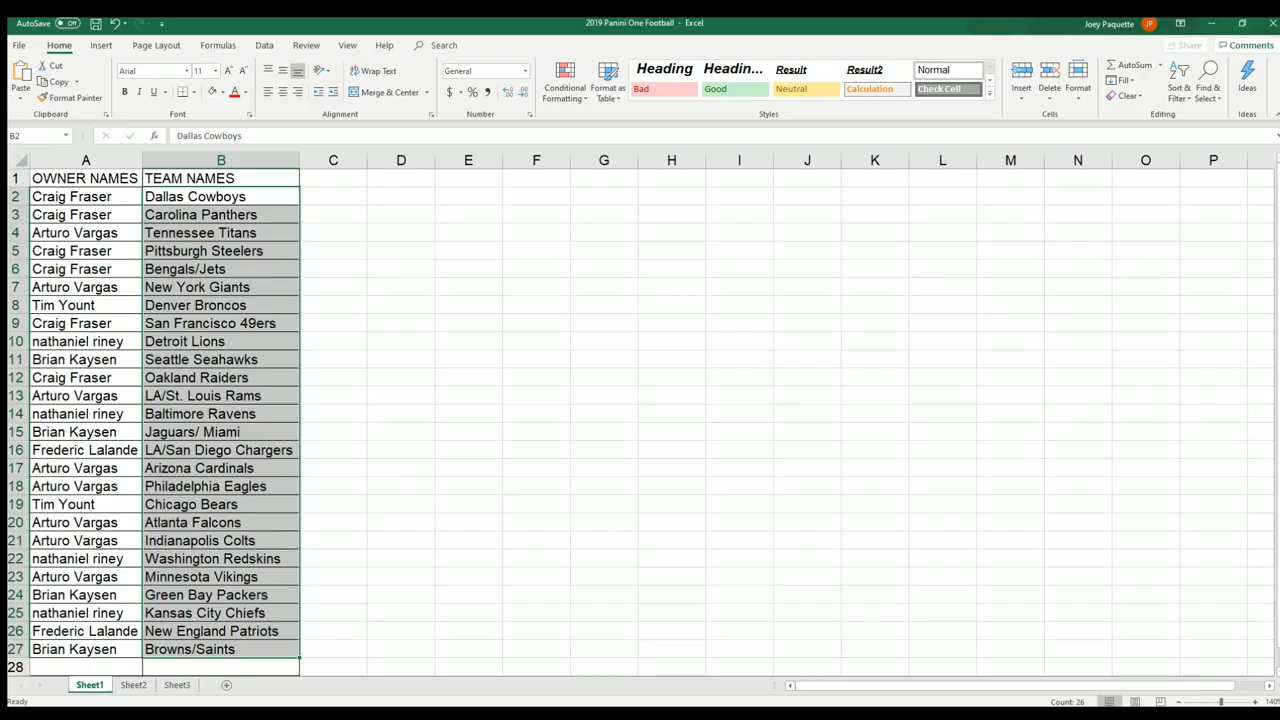 AutoSave Off
2019 Panini One Football - Excel
Joey Paquette JP
File Home Insert Page Layout Formulas Data Review View Help Search
Share Comments
Paste
Cut
Copy
Format Painter
Clipboard
Arial 11
B I U
Font
Wrap Text
Merge & Center
Alignment
General
$ %
Number
Conditional Formatting
Format as Table
Heading Headin... Result Result2 Normal
Bad Good Neutral Calculation Check Cell
Styles
Insert Delete Format
Cells
AutoSum
Fill
Clear
Sort & Filter
Find & Select
Editing
Ideas
Ideas
B2 fx Dallas Cowboys
A B C D E F G H I J K L M N O P
1 OWNER NAMES TEAM NAMES
2 Craig Fraser Dallas Cowboys
3 Craig Fraser Carolina Panthers
4 Arturo Vargas Tennessee Titans
5 Craig Fraser Pittsburgh Steelers
6 Craig Fraser Bengals/Jets
7 Arturo Vargas New York Giants
8 Tim Yount Denver Broncos
9 Craig Fraser San Francisco 49ers
10 nathaniel riney Detroit Lions
11 Brian Kaysen Seattle Seahawks
12 Craig Fraser Oakland Raiders
13 Arturo Vargas LA/St. Louis Rams
14 nathaniel riney Baltimore Ravens
15 Brian Kaysen Jaguars/ Miami
16 Frederic Lalande LA/San Diego Chargers
17 Arturo Vargas Arizona Cardinals
18 Arturo Vargas Philadelphia Eagles
19 Tim Yount Chicago Bears
20 Arturo Vargas Atlanta Falcons
21 Arturo Vargas Indianapolis Colts
22 nathaniel riney Washington Redskins
23 Arturo Vargas Minnesota Vikings
24 Brian Kaysen Green Bay Packers
25 nathaniel riney Kansas City Chiefs
26 Frederic Lalande New England Patriots
27 Brian Kaysen Browns/Saints
28
Sheet1 Sheet2 Sheet3
Ready
Count: 26